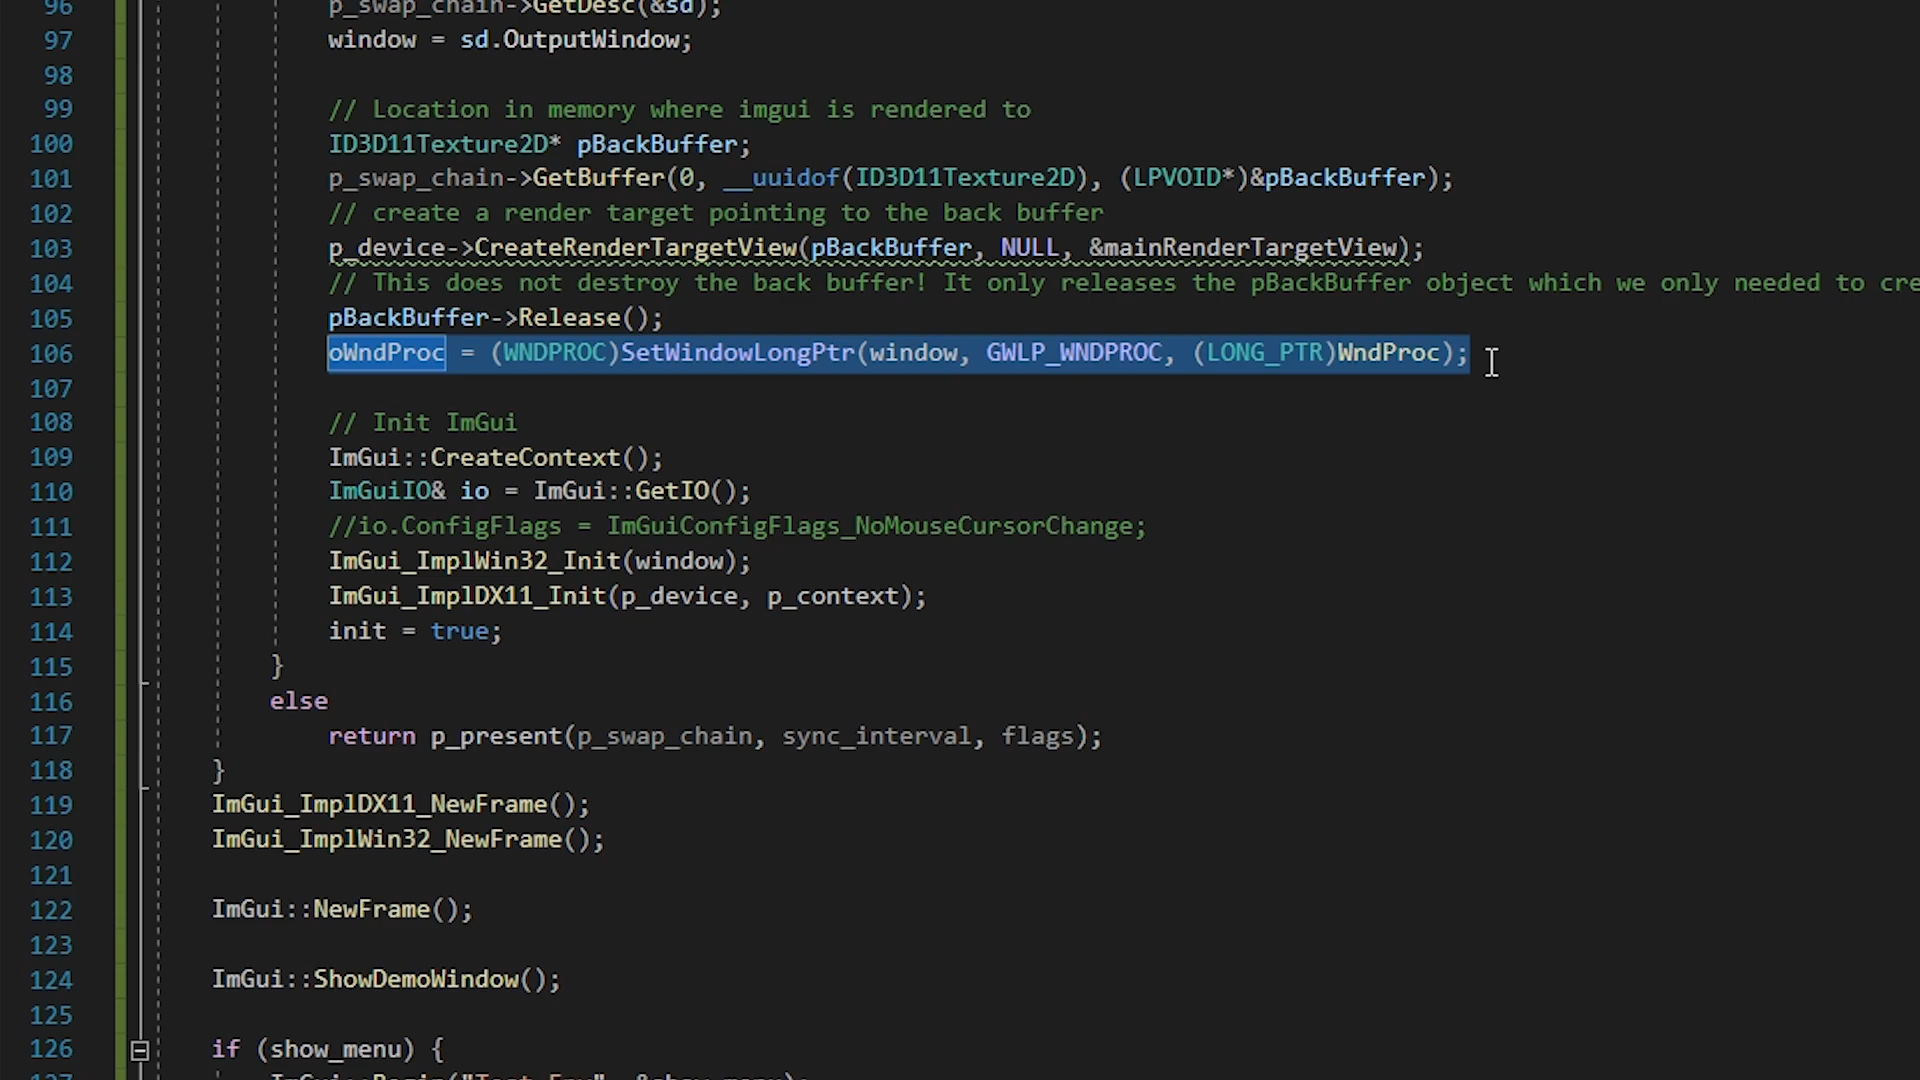 96 p_swap_chain->GetDesc(&sd);
97 window = sd.OutputWindow;
98
99 // Location in memory where imgui is rendered to
100 ID3D11Texture2D* pBackBuffer;
101 p_swap_chain->GetBuffer(0, __uuidof(ID3D11Texture2D), (LPVOID*)&pBackBuffer);
102 // create a render target pointing to the back buffer
103 p_device->CreateRenderTargetView(pBackBuffer, NULL, &mainRenderTargetView);
104 // This does not destroy the back buffer! It only releases the pBackBuffer object which we only needed to cre
105 pBackBuffer->Release();
106 oWndProc = (WNDPROC)SetWindowLongPtr(window, GWLP_WNDPROC, (LONG_PTR)WndProc);
107
108 // Init ImGui
109 ImGui::CreateContext();
110 ImGuiIO& io = ImGui::GetIO();
111 //io.ConfigFlags = ImGuiConfigFlags_NoMouseCursorChange;
112 ImGui_ImplWin32_Init(window);
113 ImGui_ImplDX11_Init(p_device, p_context);
114 init = true;
115 }
116 else
117 return p_present(p_swap_chain, sync_interval, flags);
118 }
119 ImGui_ImplDX11_NewFrame();
120 ImGui_ImplWin32_NewFrame();
121
122 ImGui::NewFrame();
123
124 ImGui::ShowDemoWindow();
125
126 if (show_menu) {
127